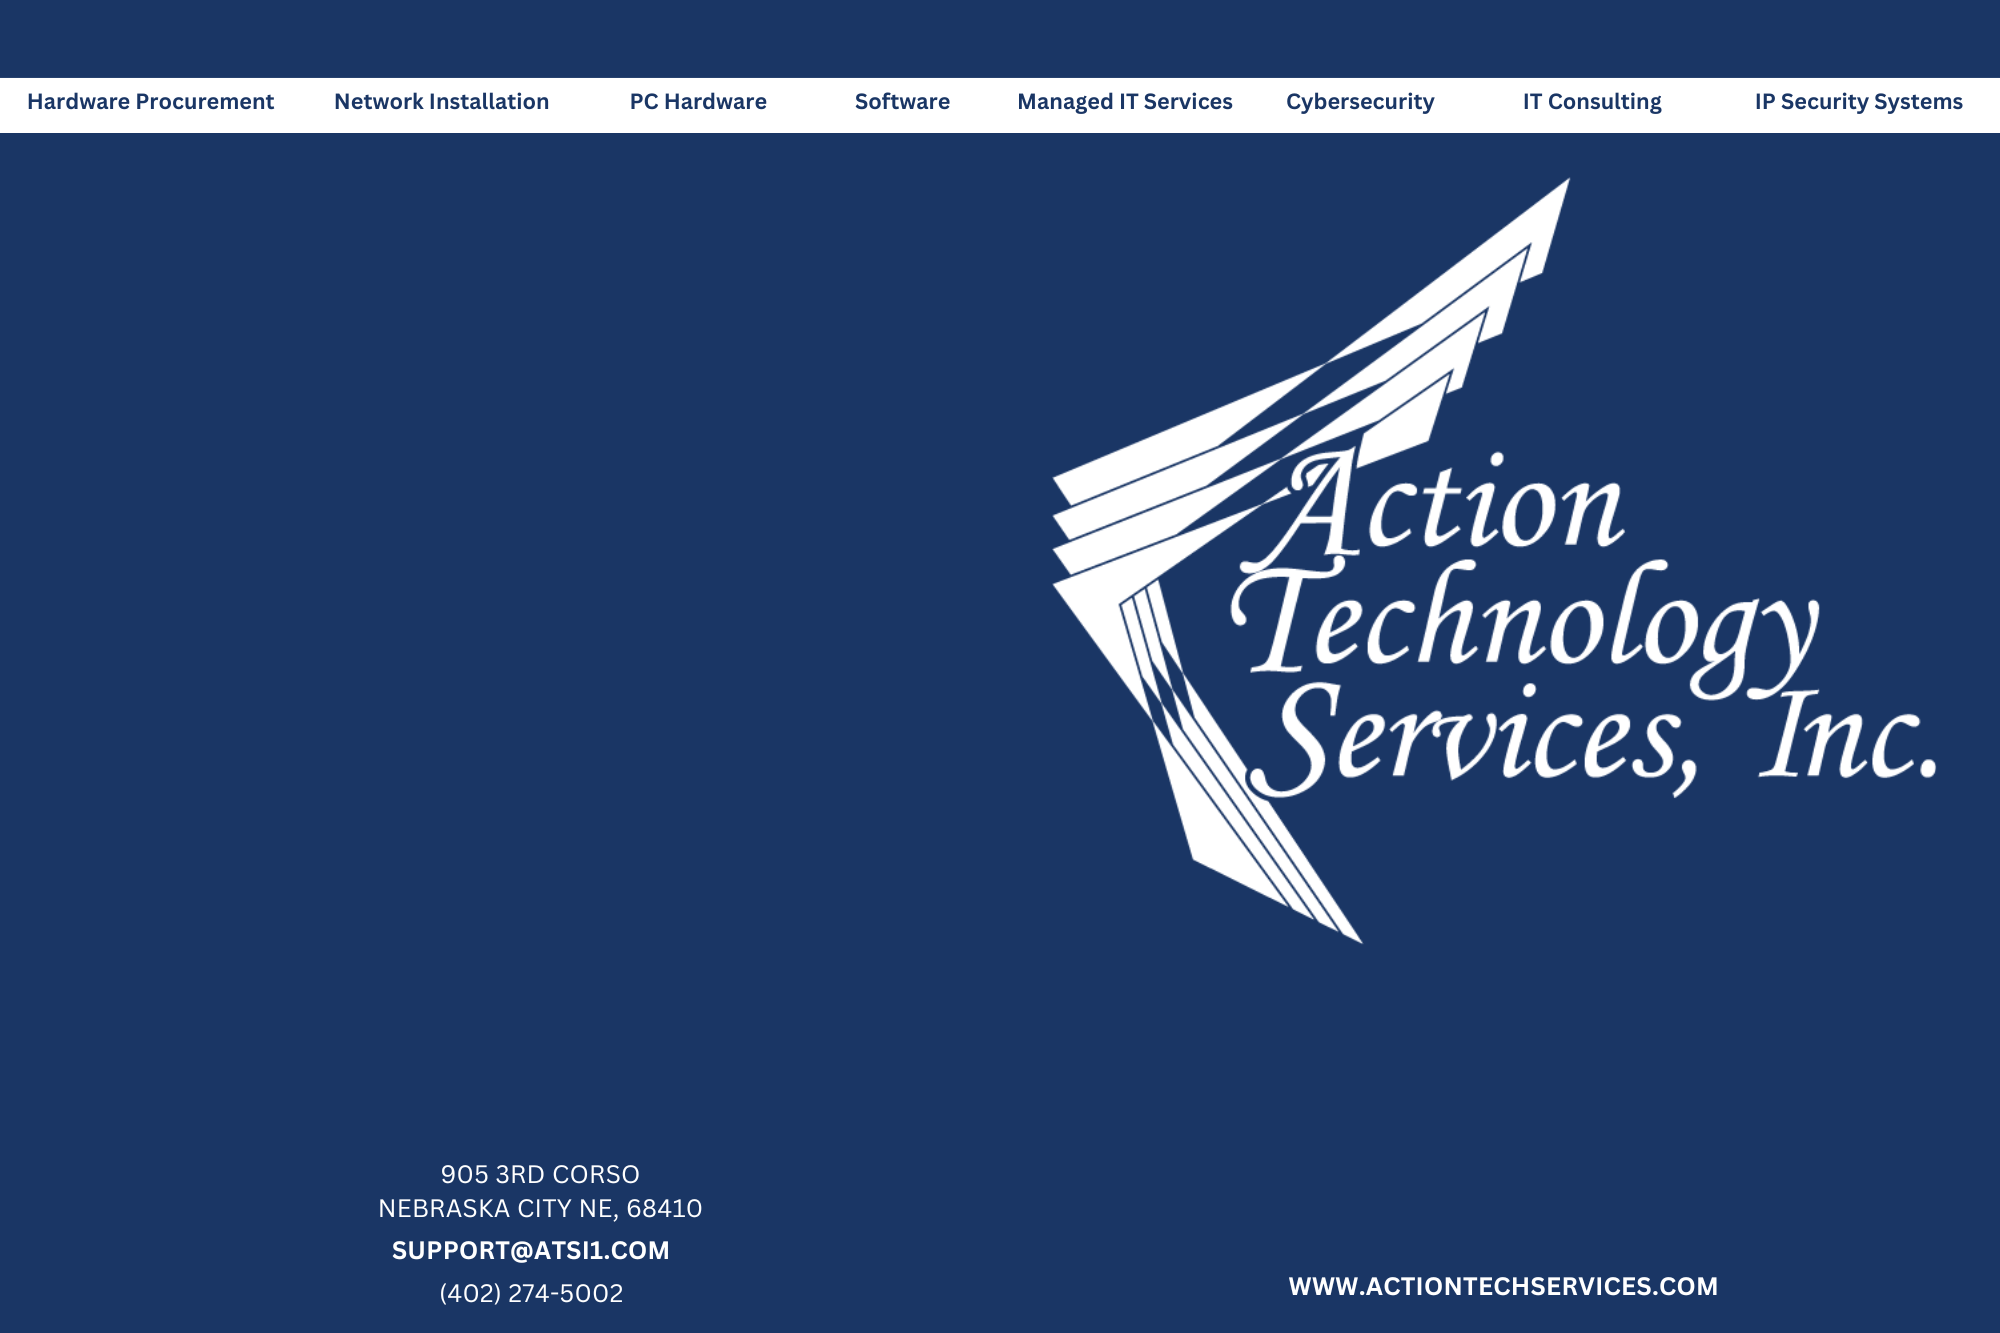 Hardware Procurement Network Installation PC Hardware Software Managed IT Services Cybersecurity IT Consulting IP Security Systems
Action
Technology
Services, Inc.
905 3RD CORSO
NEBRASKA CITY NE, 68410
SUPPORT@ATSI1.COM
(402) 274-5002
WWW.ACTIONTECHSERVICES.COM